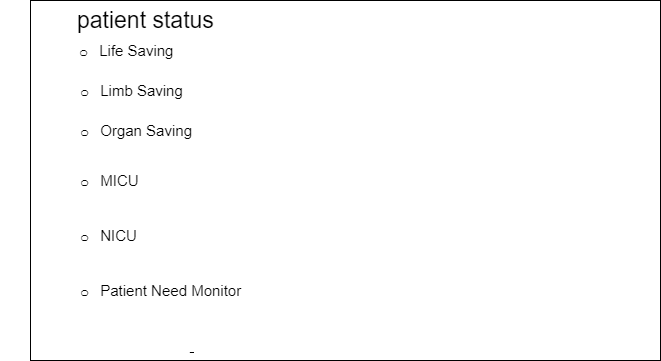 patient status
o Life Saving
o Limb Saving
o Organ Saving
o MICU
o NICU
o Patient Need Monitor
-